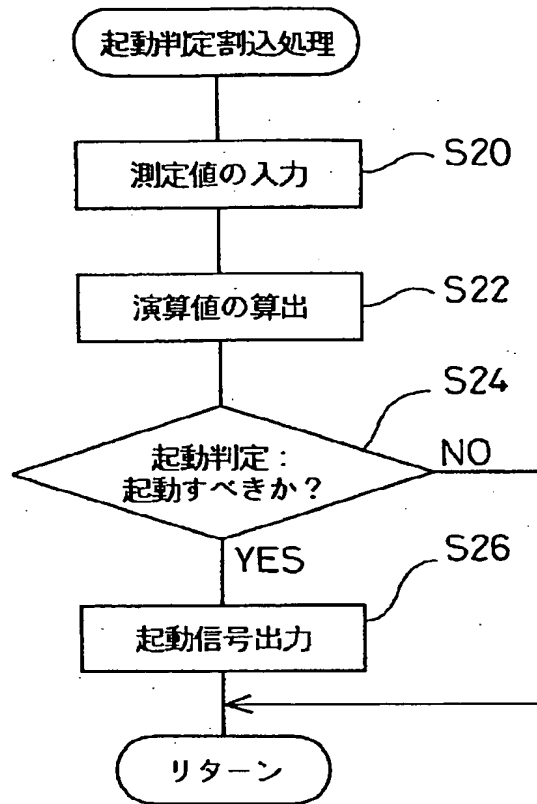 起動判定割込処理
測定値の入力
S20
演算値の算出
S22
S24
起動判定：
起動すべきか？
NO
YES
S26
起動信号出力
リターン